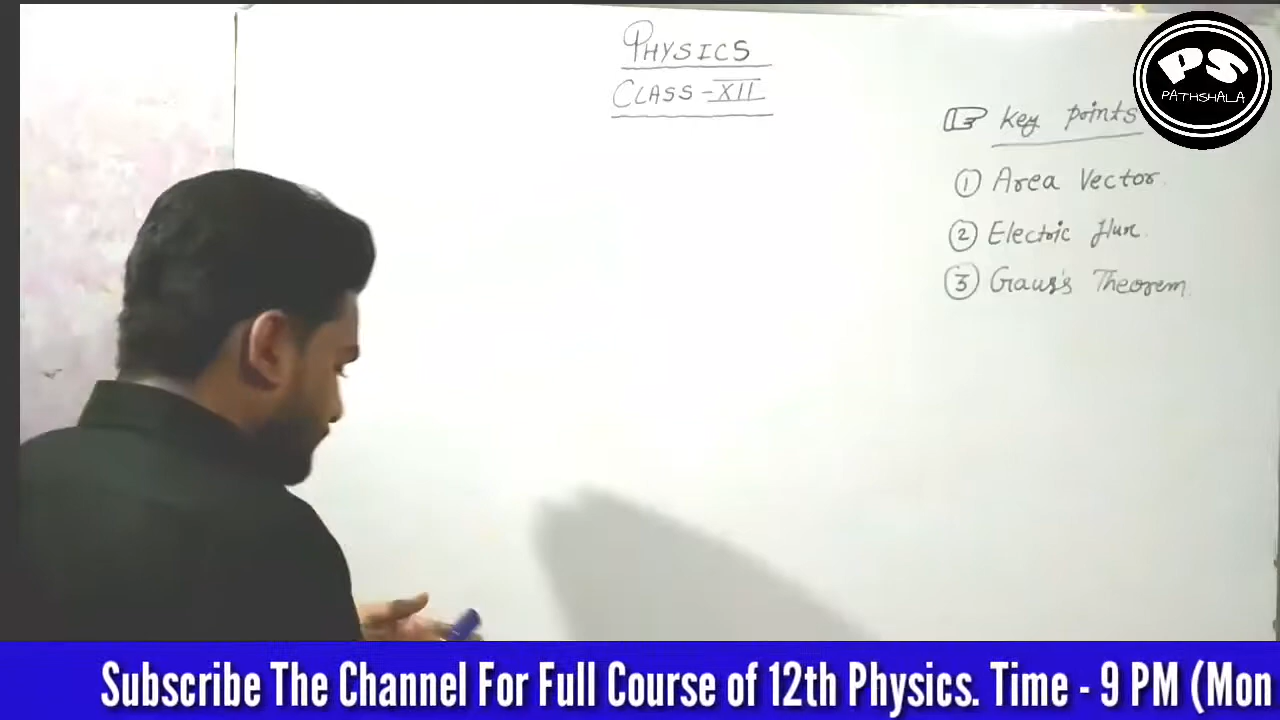 PHYSICS
CLASS-XII
PS
PATHSHALA
Key points
① Area Vector.
② Electric flux.
③ Gauss's Theorem.
Subscribe The Channel For Full Course of 12th Physics. Time - 9 PM (Mon